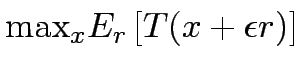 max_x E_r [T(x + ϵr)]